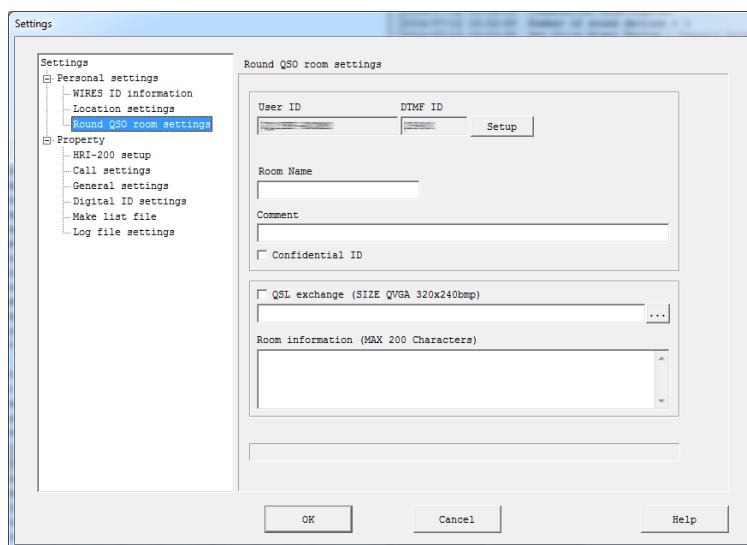 Settings
Settings
Personal settings
WIRES ID information
Location settings
Round QSO room settings
Property
HRI-200 setup
Call settings
General settings
Digital ID settings
Make list file
Log file settings
Round QSO room settings
User ID
DTMF ID
Setup
Room Name
Comment
Confidential ID
QSL exchange (SIZE QVGA 320x240bmp)
...
Room information (MAX 200 Characters)
OK
Cancel
Help